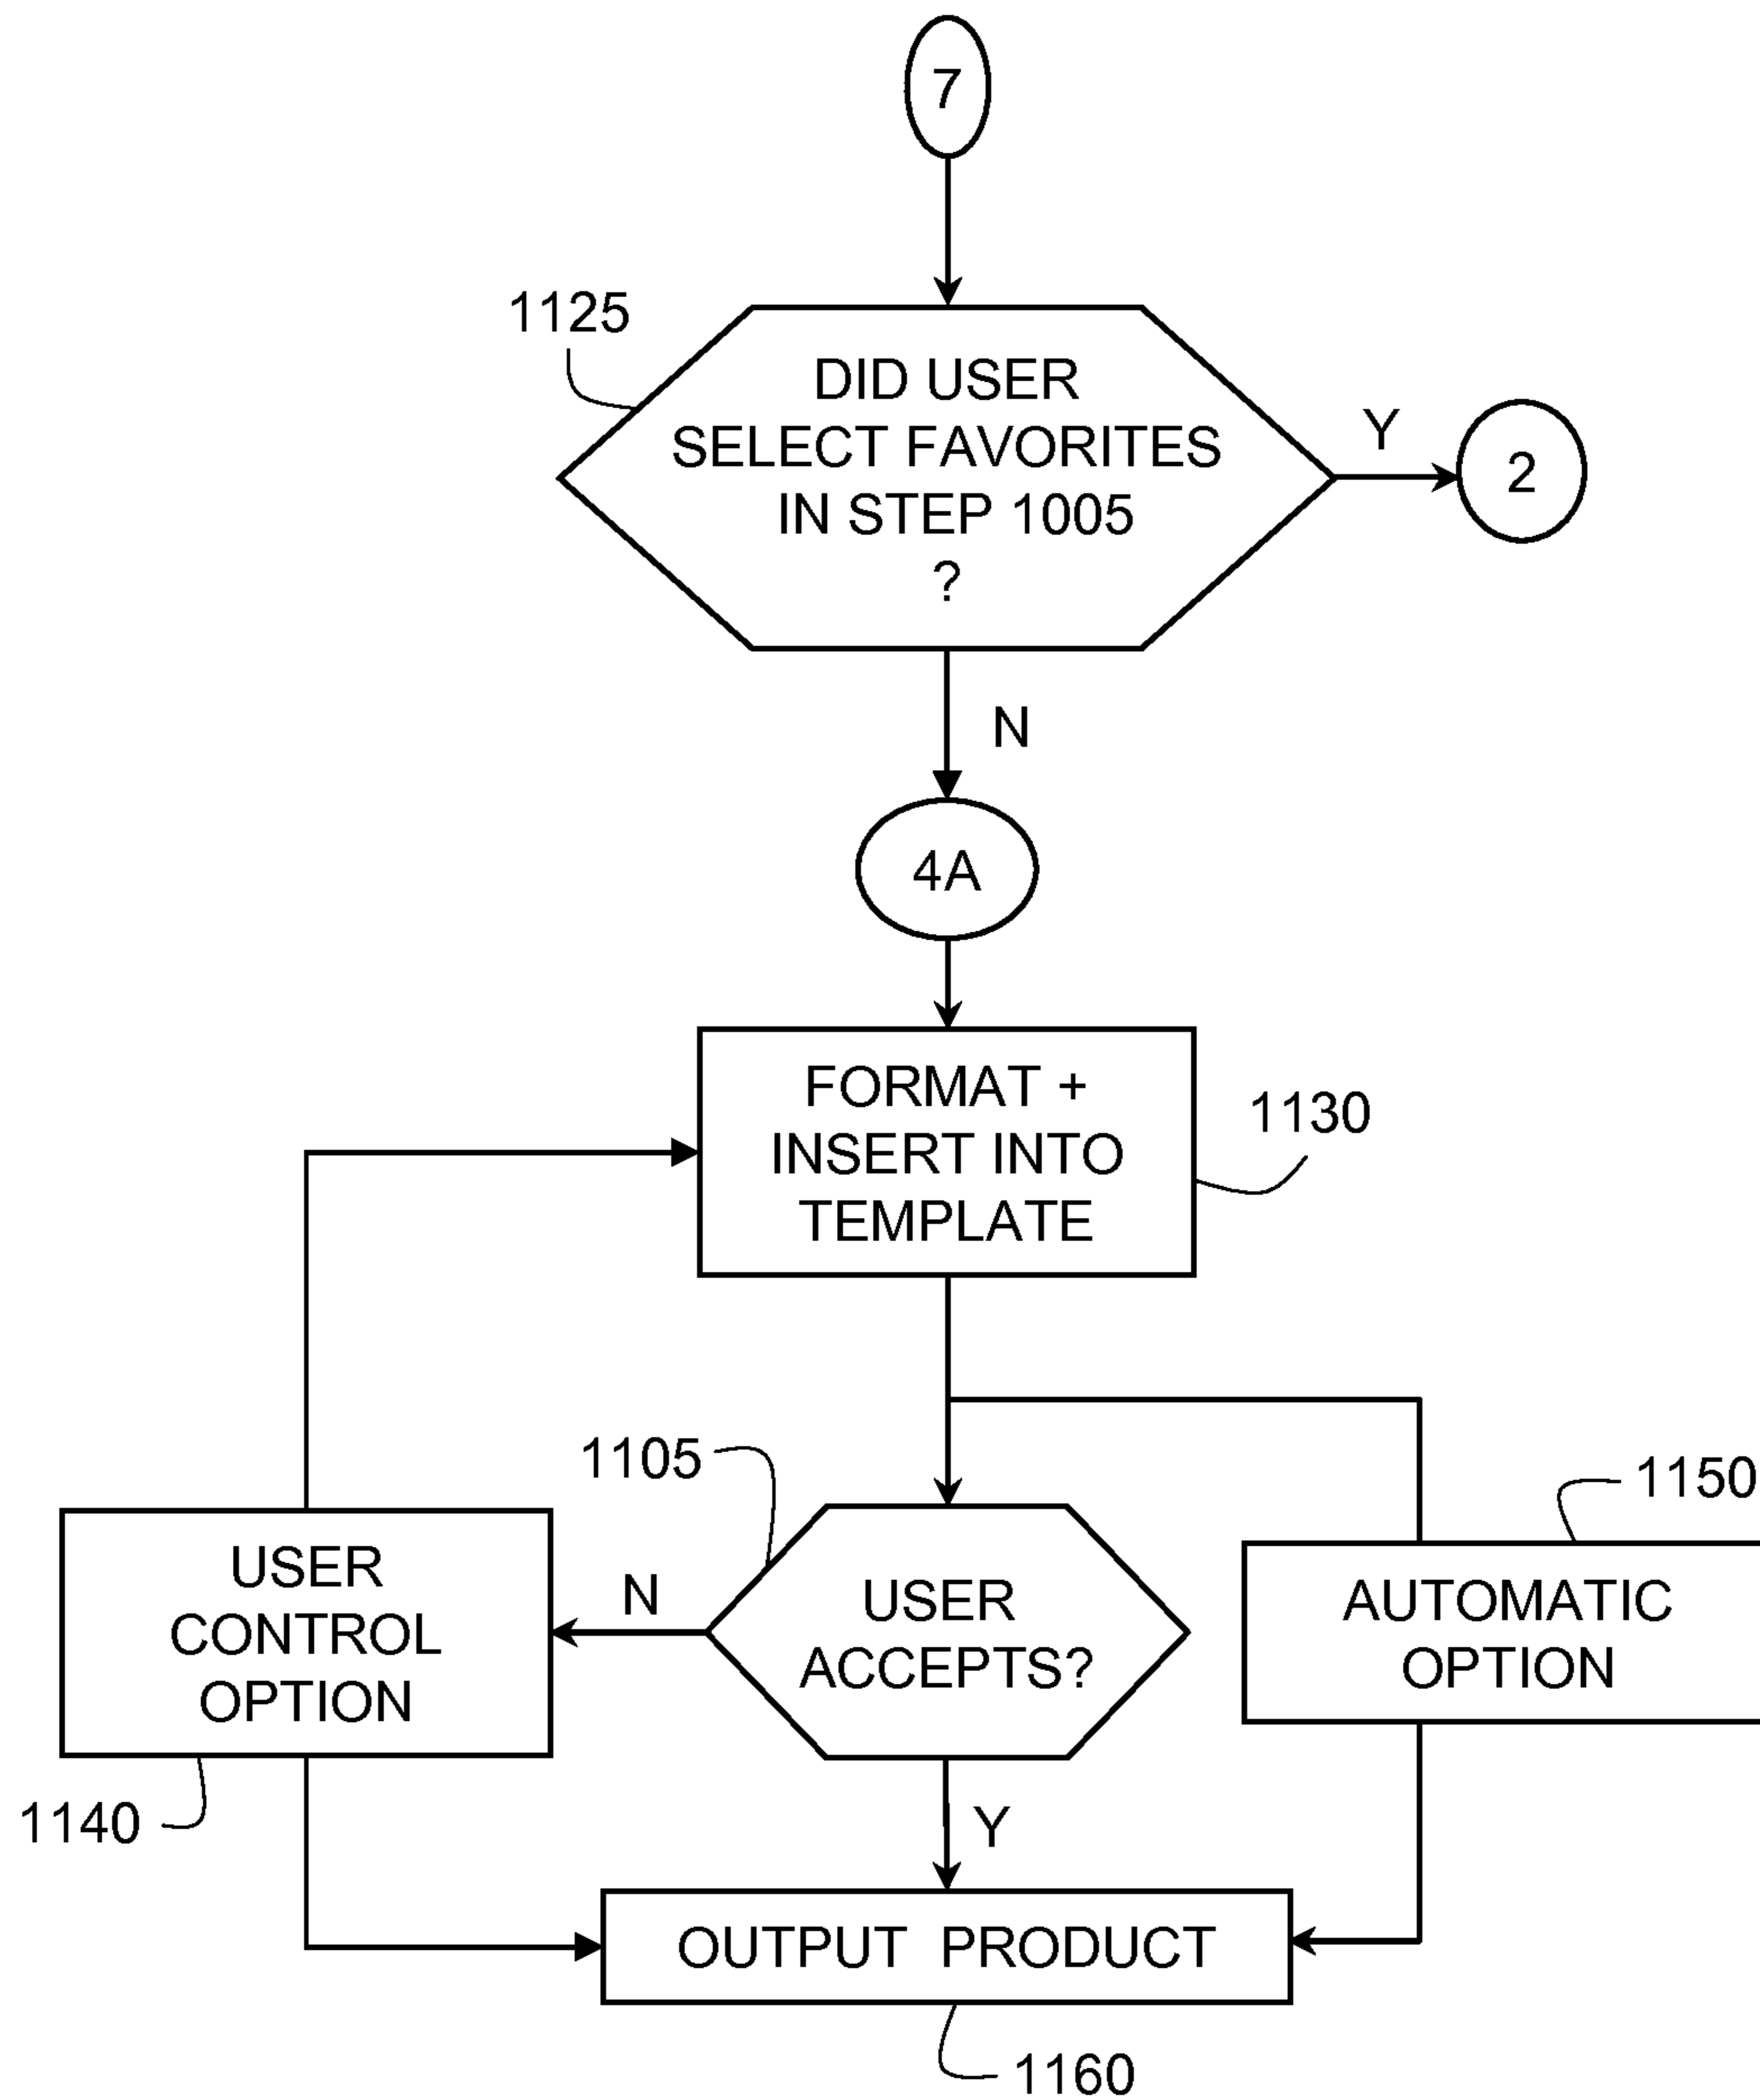 7
1125
DID USER
SELECT FAVORITES
IN STEP 1005
?
Y
2
N
4A
FORMAT +
INSERT INTO
TEMPLATE
1130
1105
1150
USER
CONTROL
OPTION
N
USER
ACCEPTS?
AUTOMATIC
OPTION
1140
Y
OUTPUT PRODUCT
1160